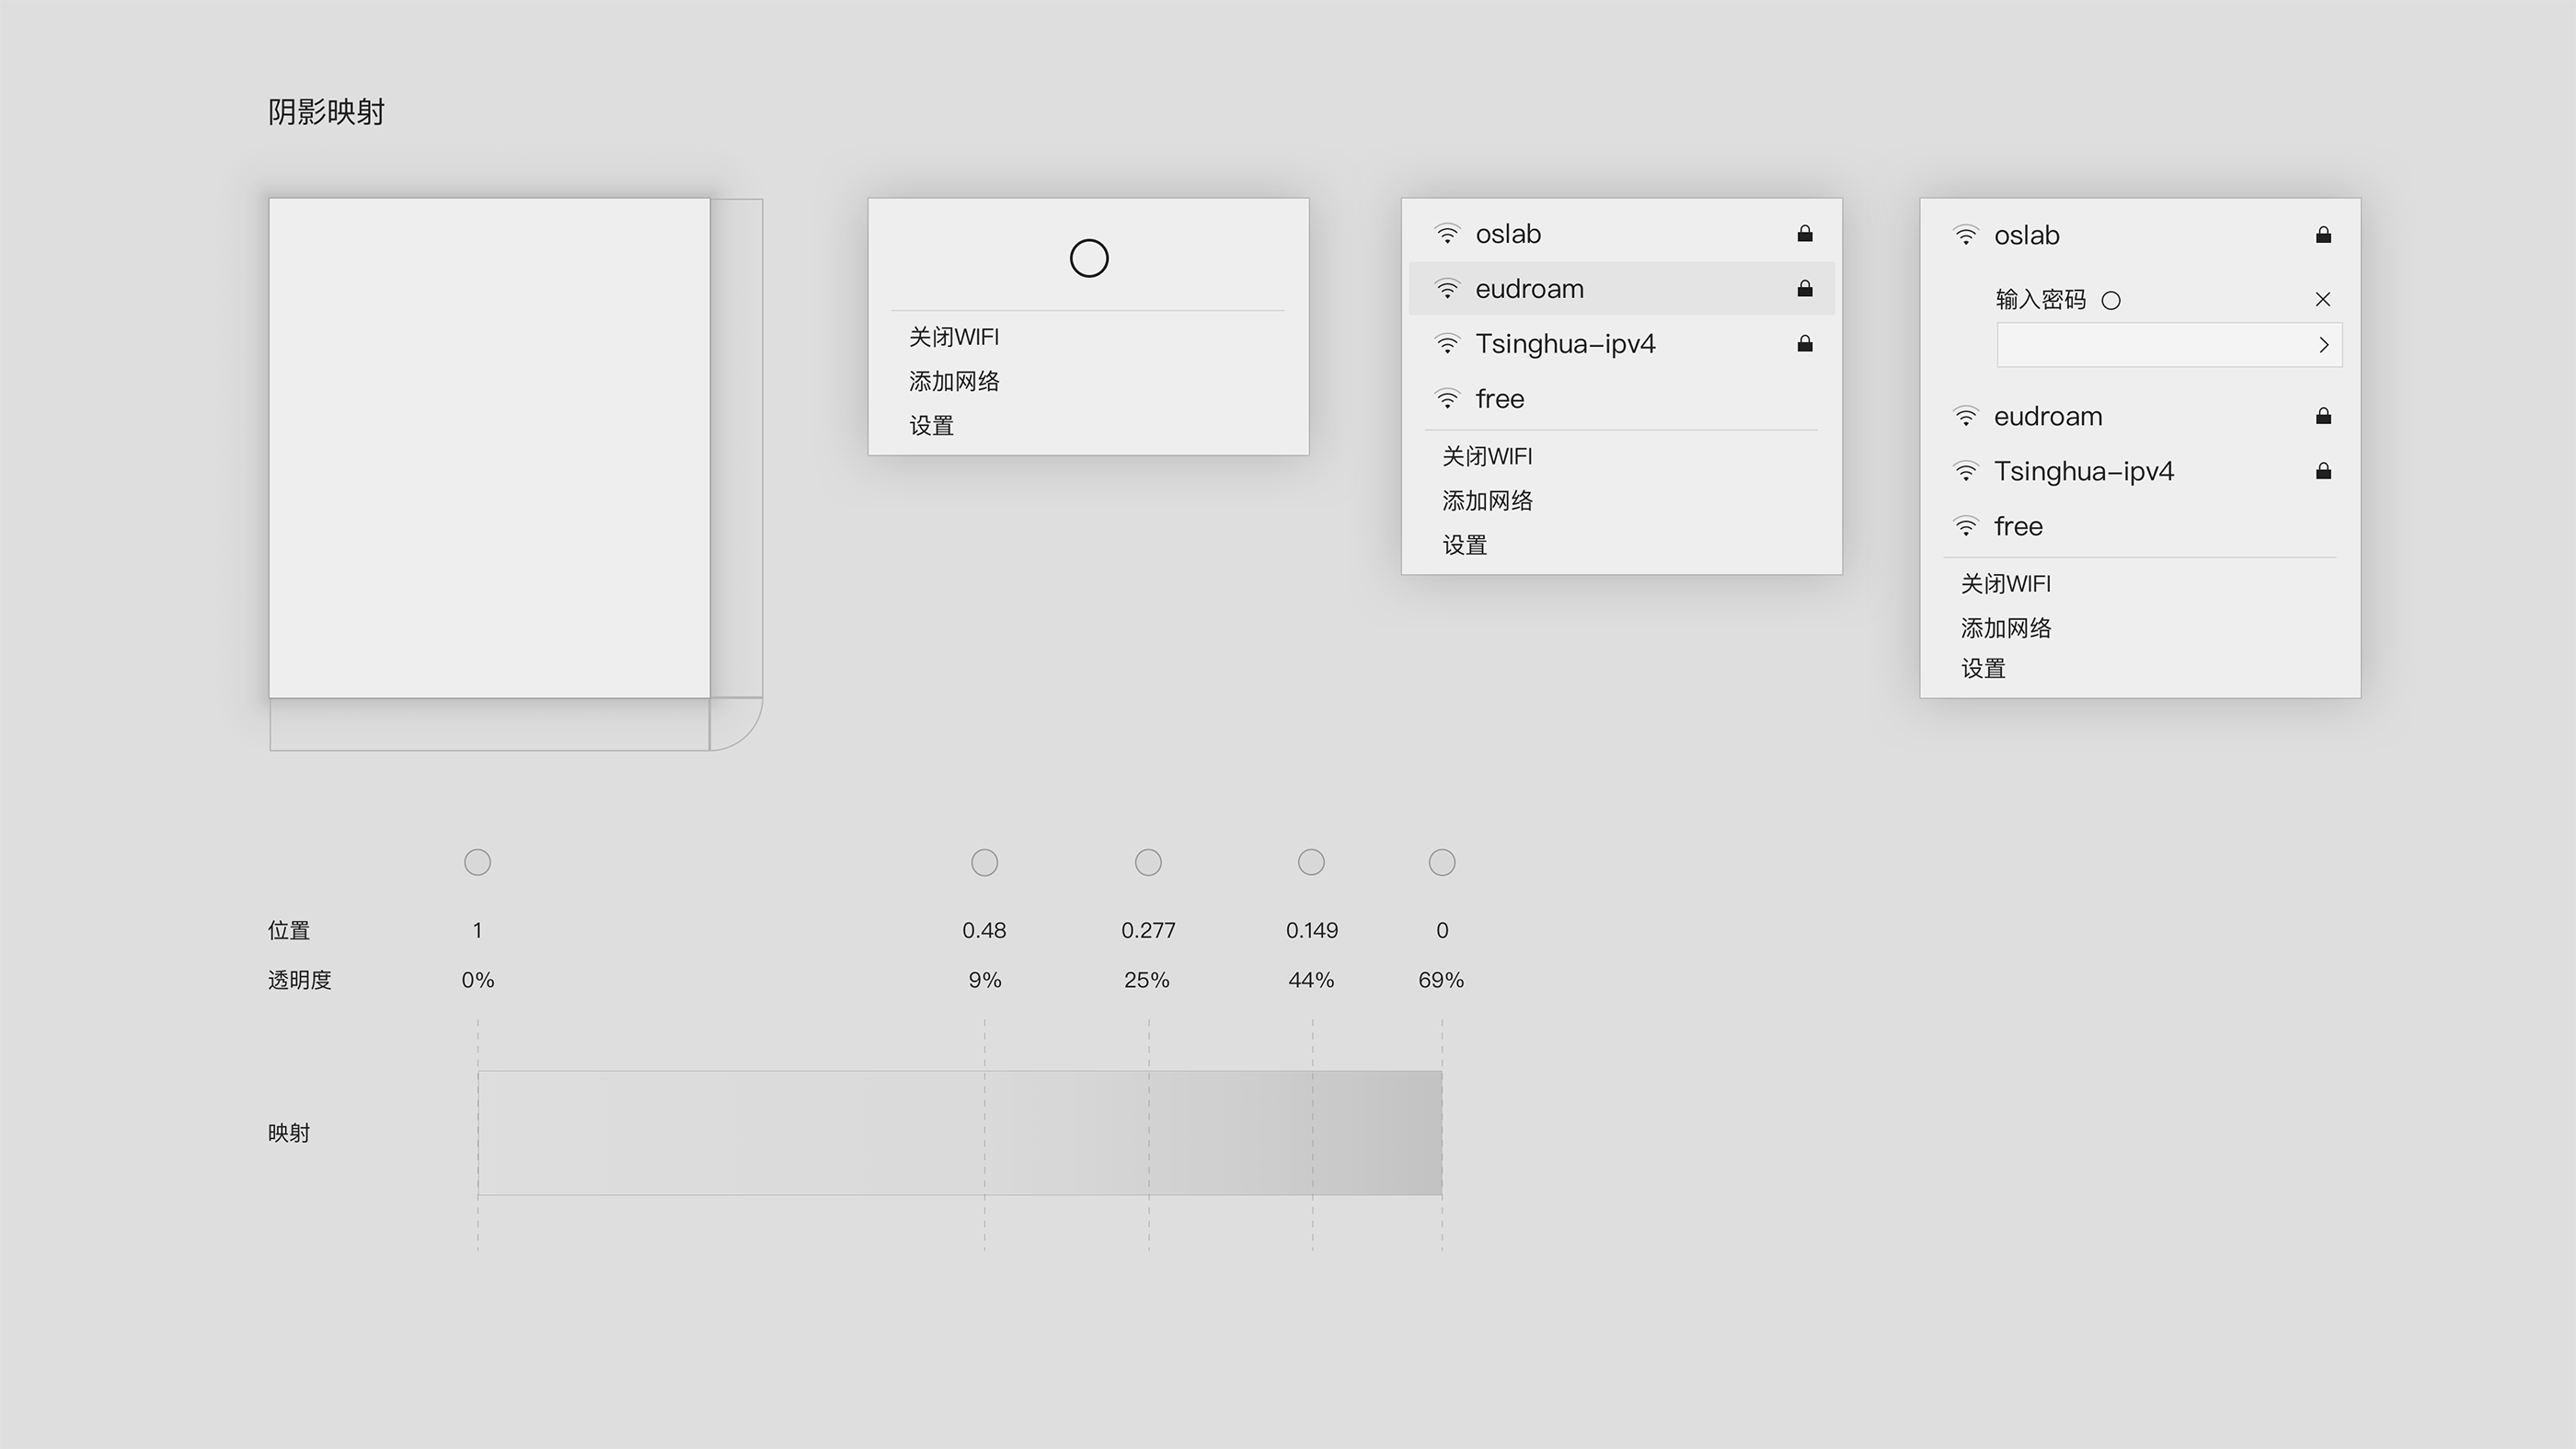 阴影映射
关闭WIFI
添加网络
设置
oslab
eudroam
Tsinghua-ipv4
free
关闭WIFI
添加网络
设置
oslab
输入密码
eudroam
Tsinghua-ipv4
free
关闭WIFI
添加网络
设置
位置 1 0.48 0.277 0.149 0
透明度 0% 9% 25% 44% 69%
映射